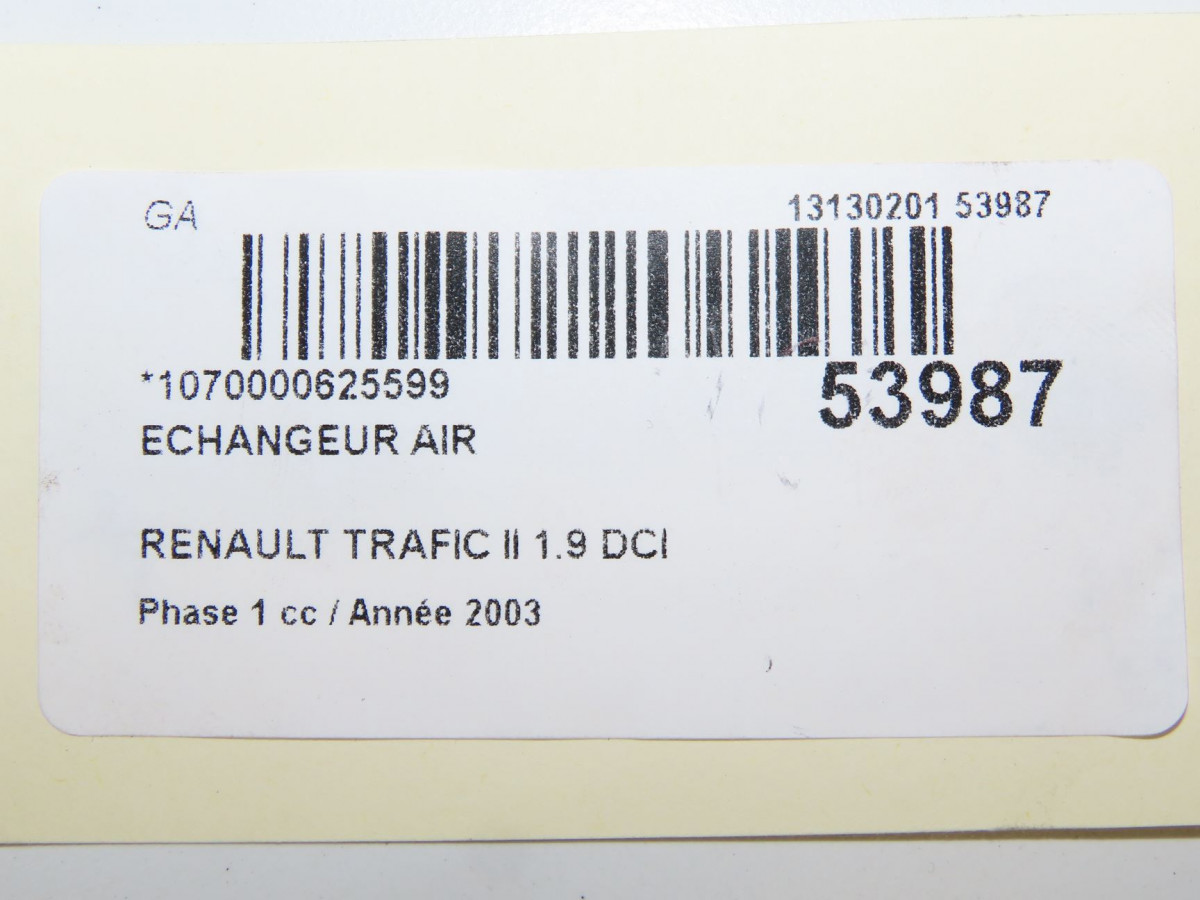 GA
13130201 53987
*1070000625599
53987
ECHANGEUR AIR
RENAULT TRAFIC II 1.9 DCI
Phase 1 cc / Année 2003